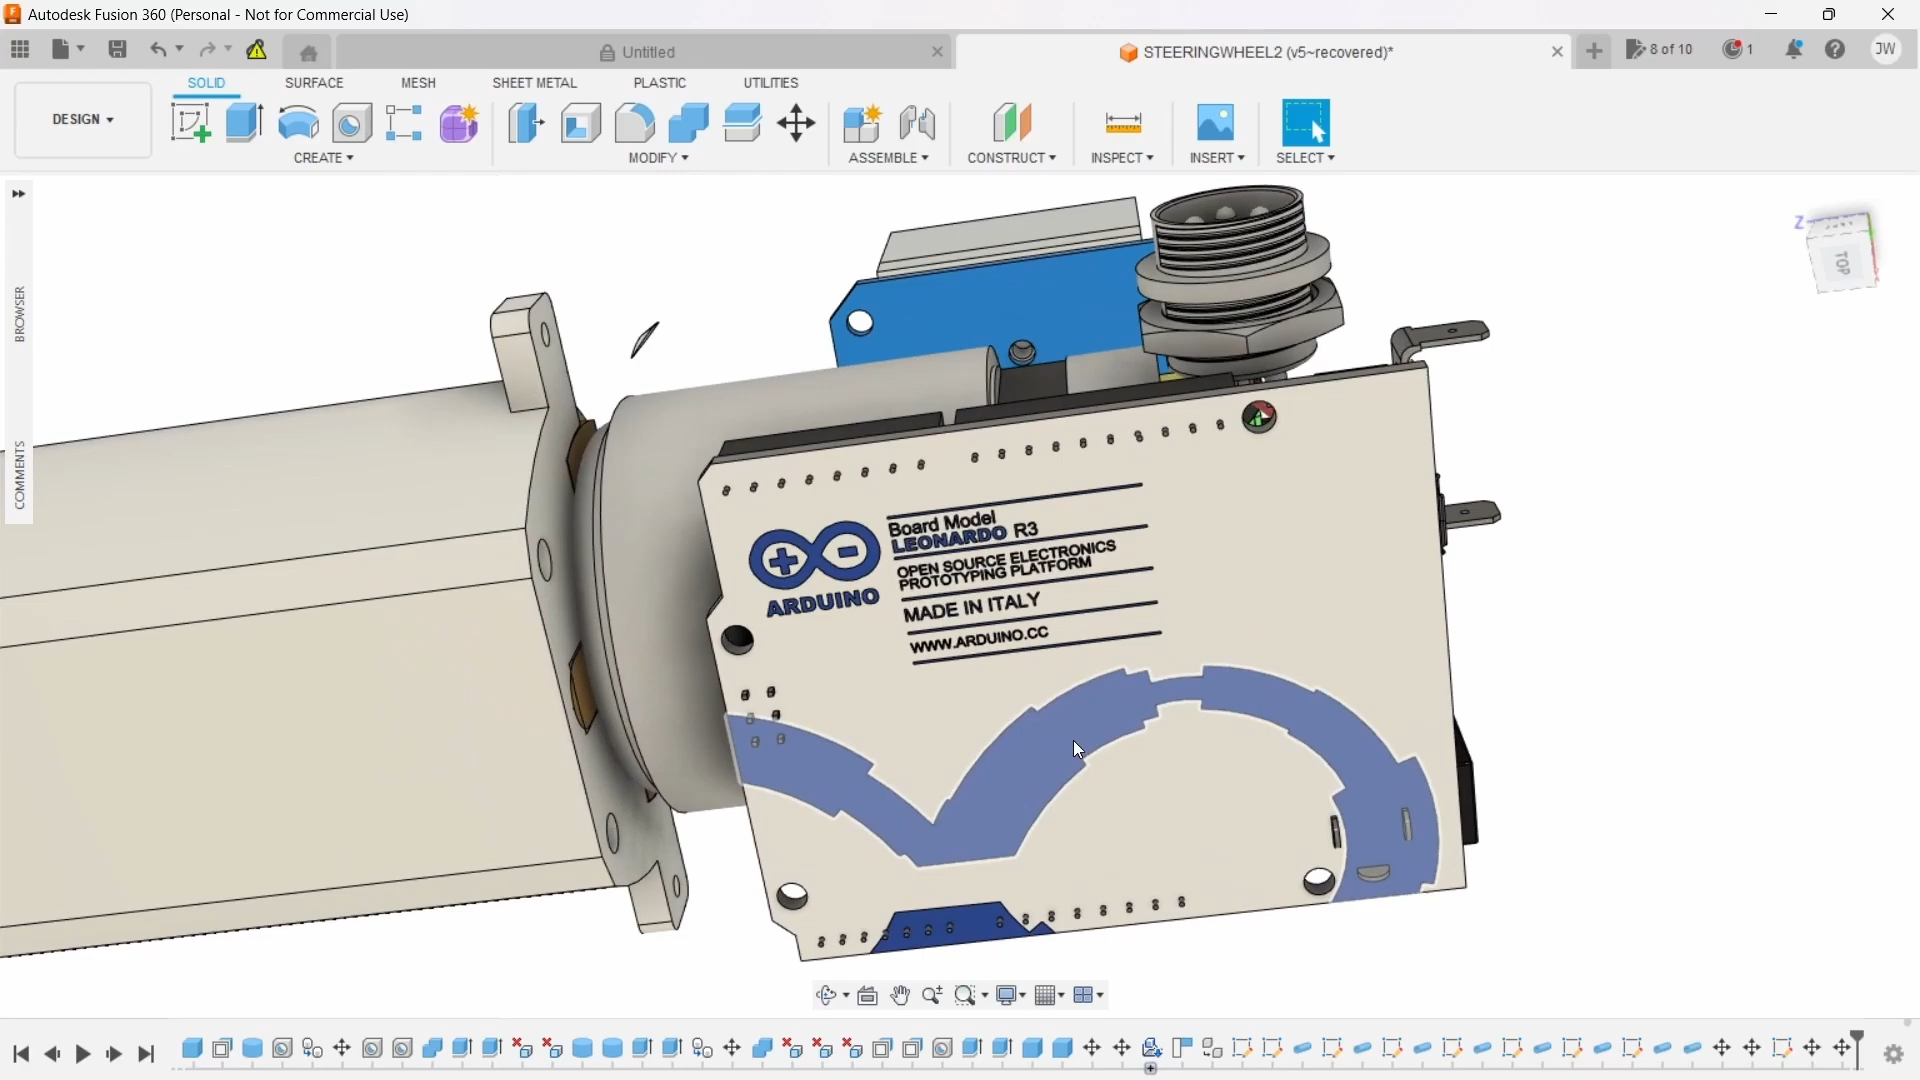 Autodesk Fusion 360 (Personal - Not for Commercial Use)
Untitled
STEERINGWHEEL2 (v5~recovered)*
8 of 10
1
JW
DESIGN
SOLID
SURFACE
MESH
SHEET METAL
PLASTIC
UTILITIES
CREATE
MODIFY
ASSEMBLE
CONSTRUCT
INSPECT
INSERT
SELECT
BROWSER
COMMENTS
Z
TOP
Board Model
LEONARDO R3
OPEN SOURCE ELECTRONICS
PROTOTYPING PLATFORM
MADE IN ITALY
WWW.ARDUINO.CC
ARDUINO